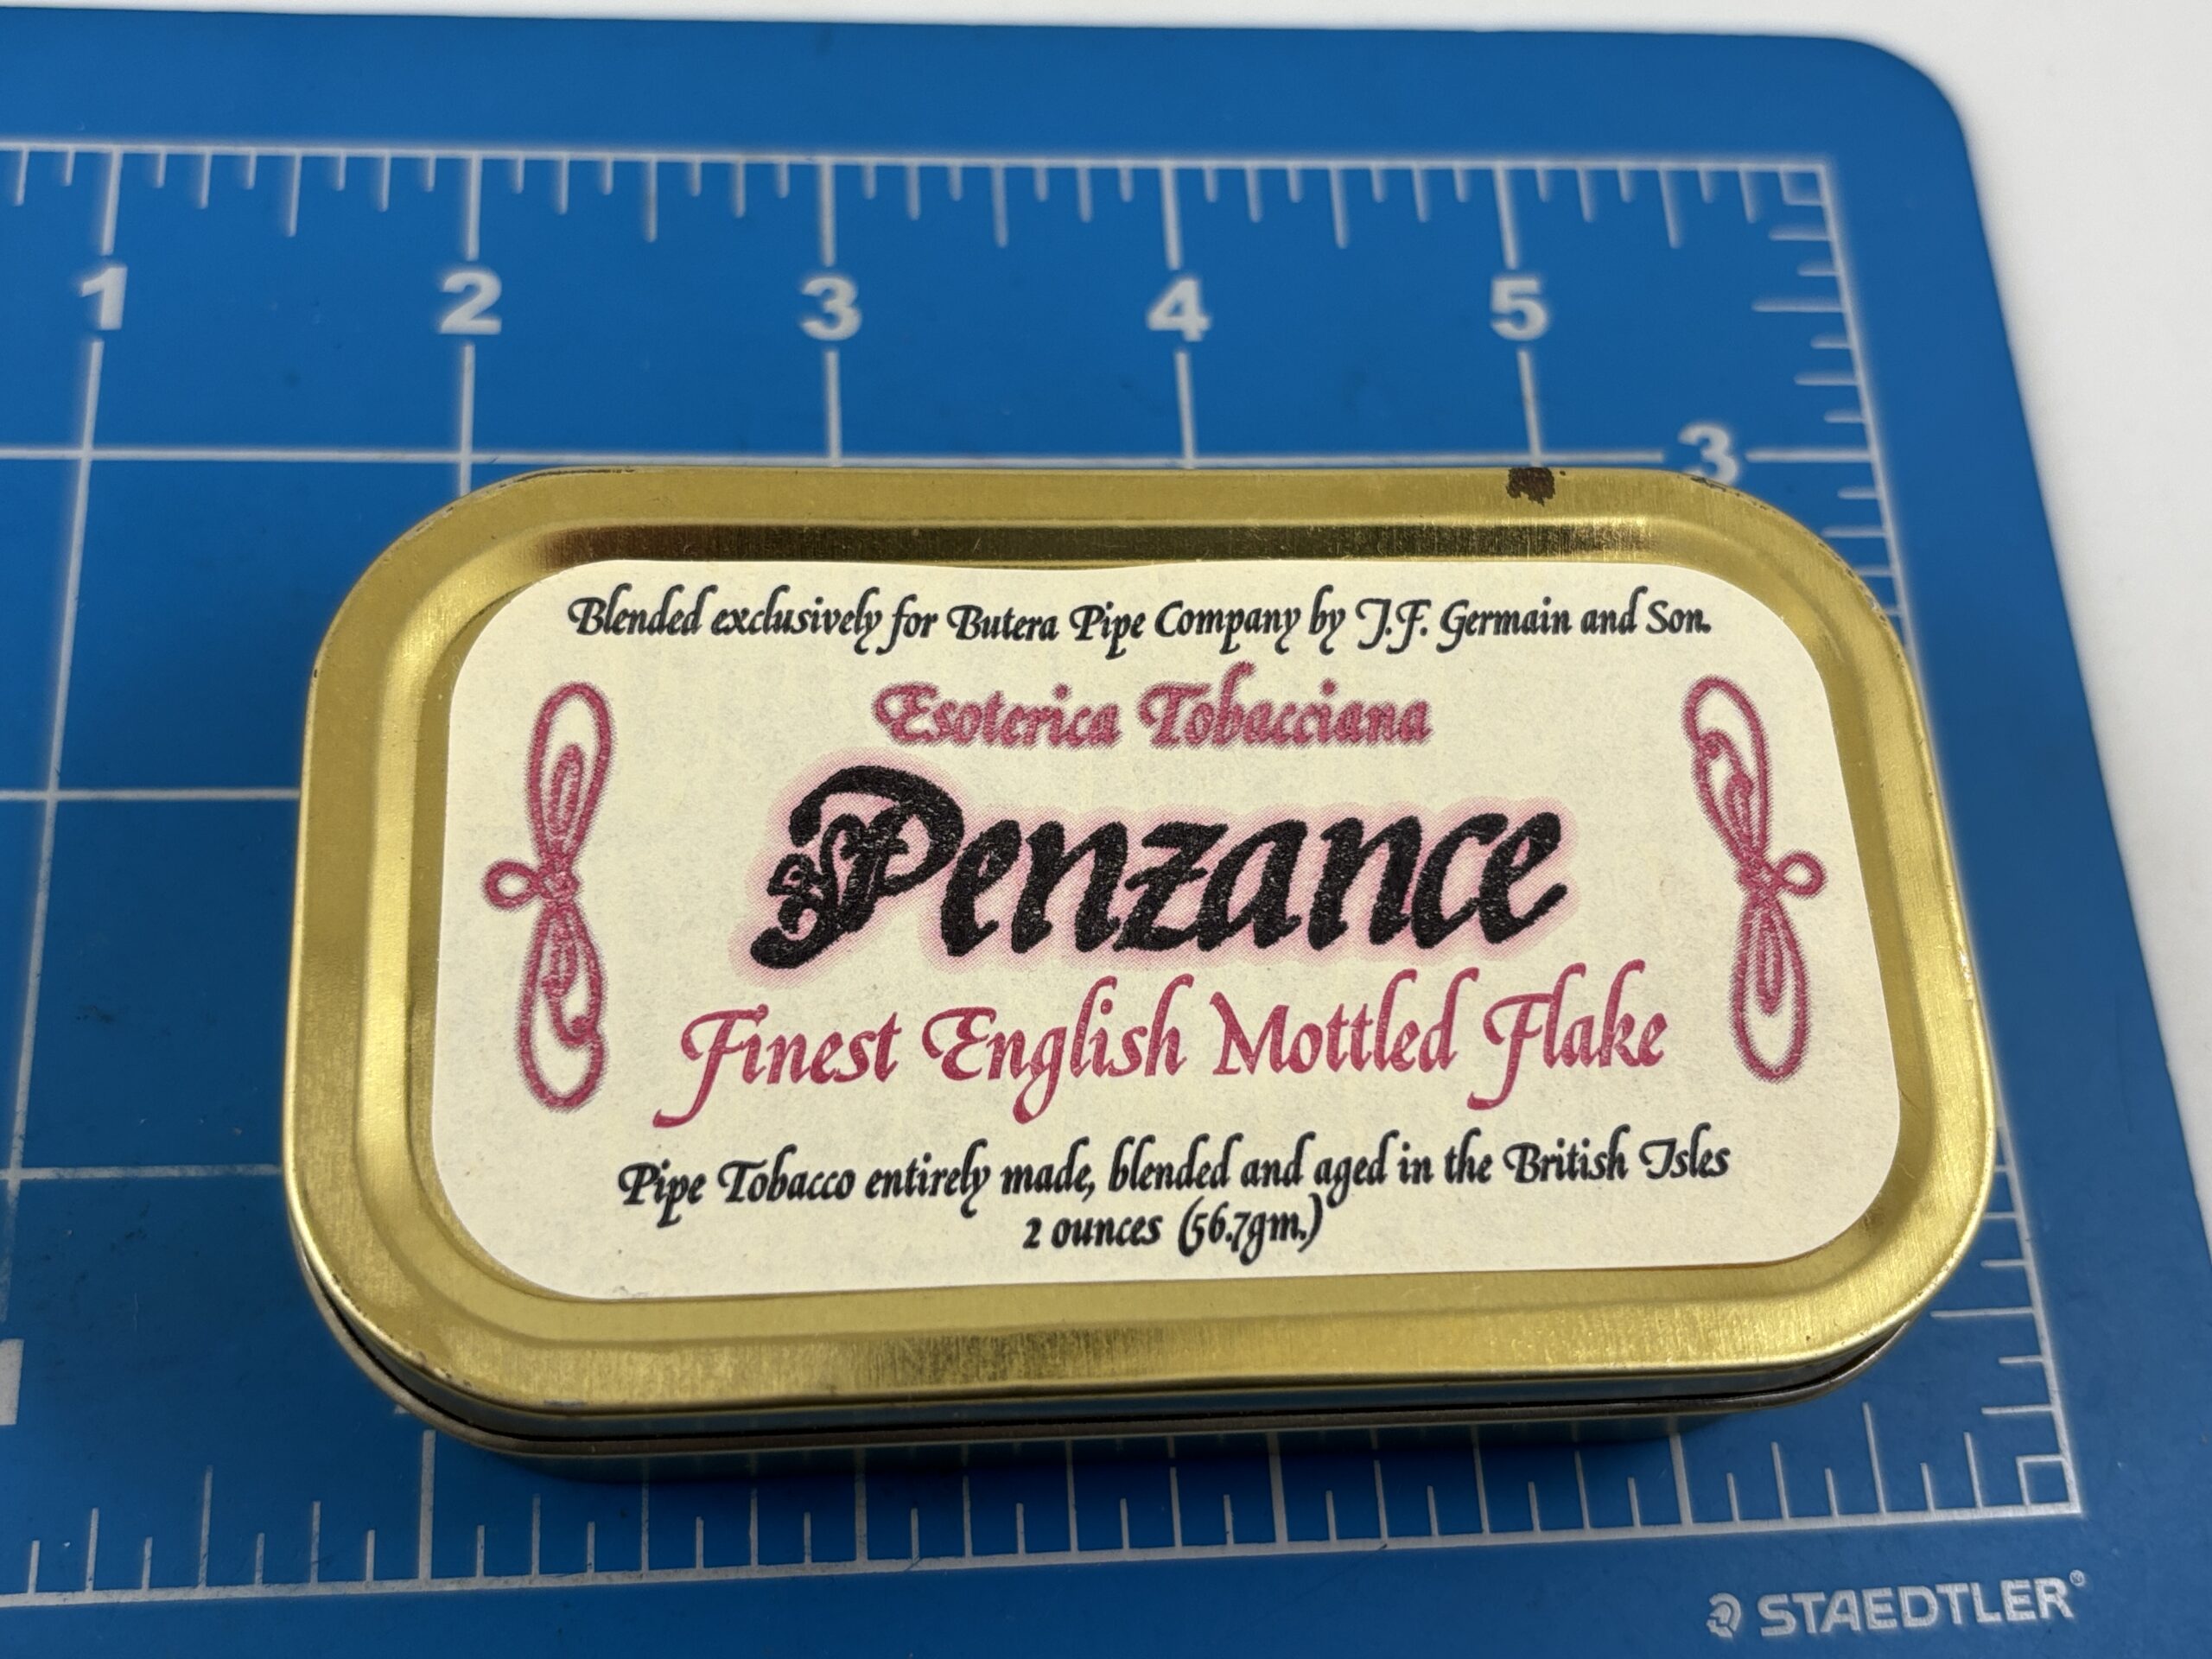 1 2 3 4 5
3
Blended exclusively for Butera Pipe Company by J.F. Germain and Son.
Esoterica Tobacciana
Penzance
Finest English Mottled Flake
Pipe Tobacco entirely made, blended and aged in the British Isles
2 ounces (56.7gm.)
STAEDTLER®